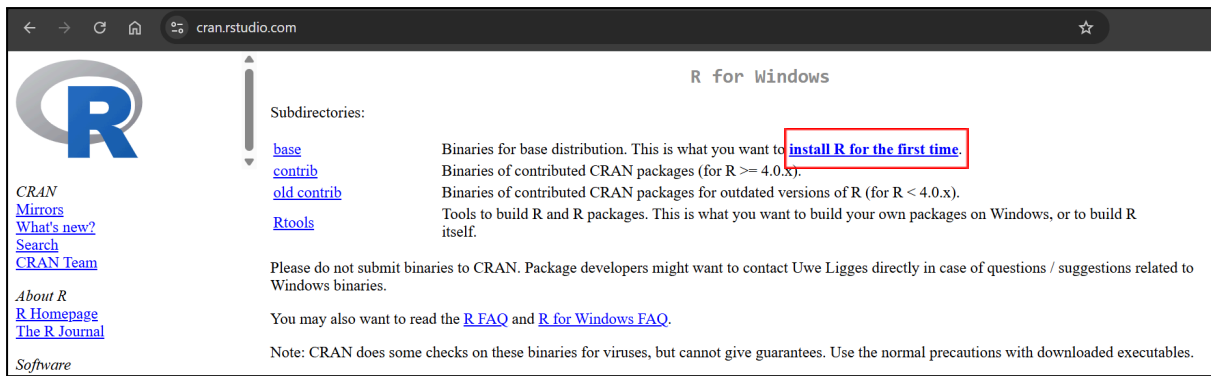 cran.rstudio.com
R
CRAN
Mirrors
What's new?
Search
CRAN Team
About R
R Homepage
The R Journal
Software
R for Windows
Subdirectories:
base Binaries for base distribution. This is what you want to install R for the first time.
contrib Binaries of contributed CRAN packages (for R >= 4.0.x).
old contrib Binaries of contributed CRAN packages for outdated versions of R (for R < 4.0.x).
Rtools Tools to build R and R packages. This is what you want to build your own packages on Windows, or to build R
itself.
Please do not submit binaries to CRAN. Package developers might want to contact Uwe Ligges directly in case of questions / suggestions related to
Windows binaries.
You may also want to read the R FAQ and R for Windows FAQ.
Note: CRAN does some checks on these binaries for viruses, but cannot give guarantees. Use the normal precautions with downloaded executables.